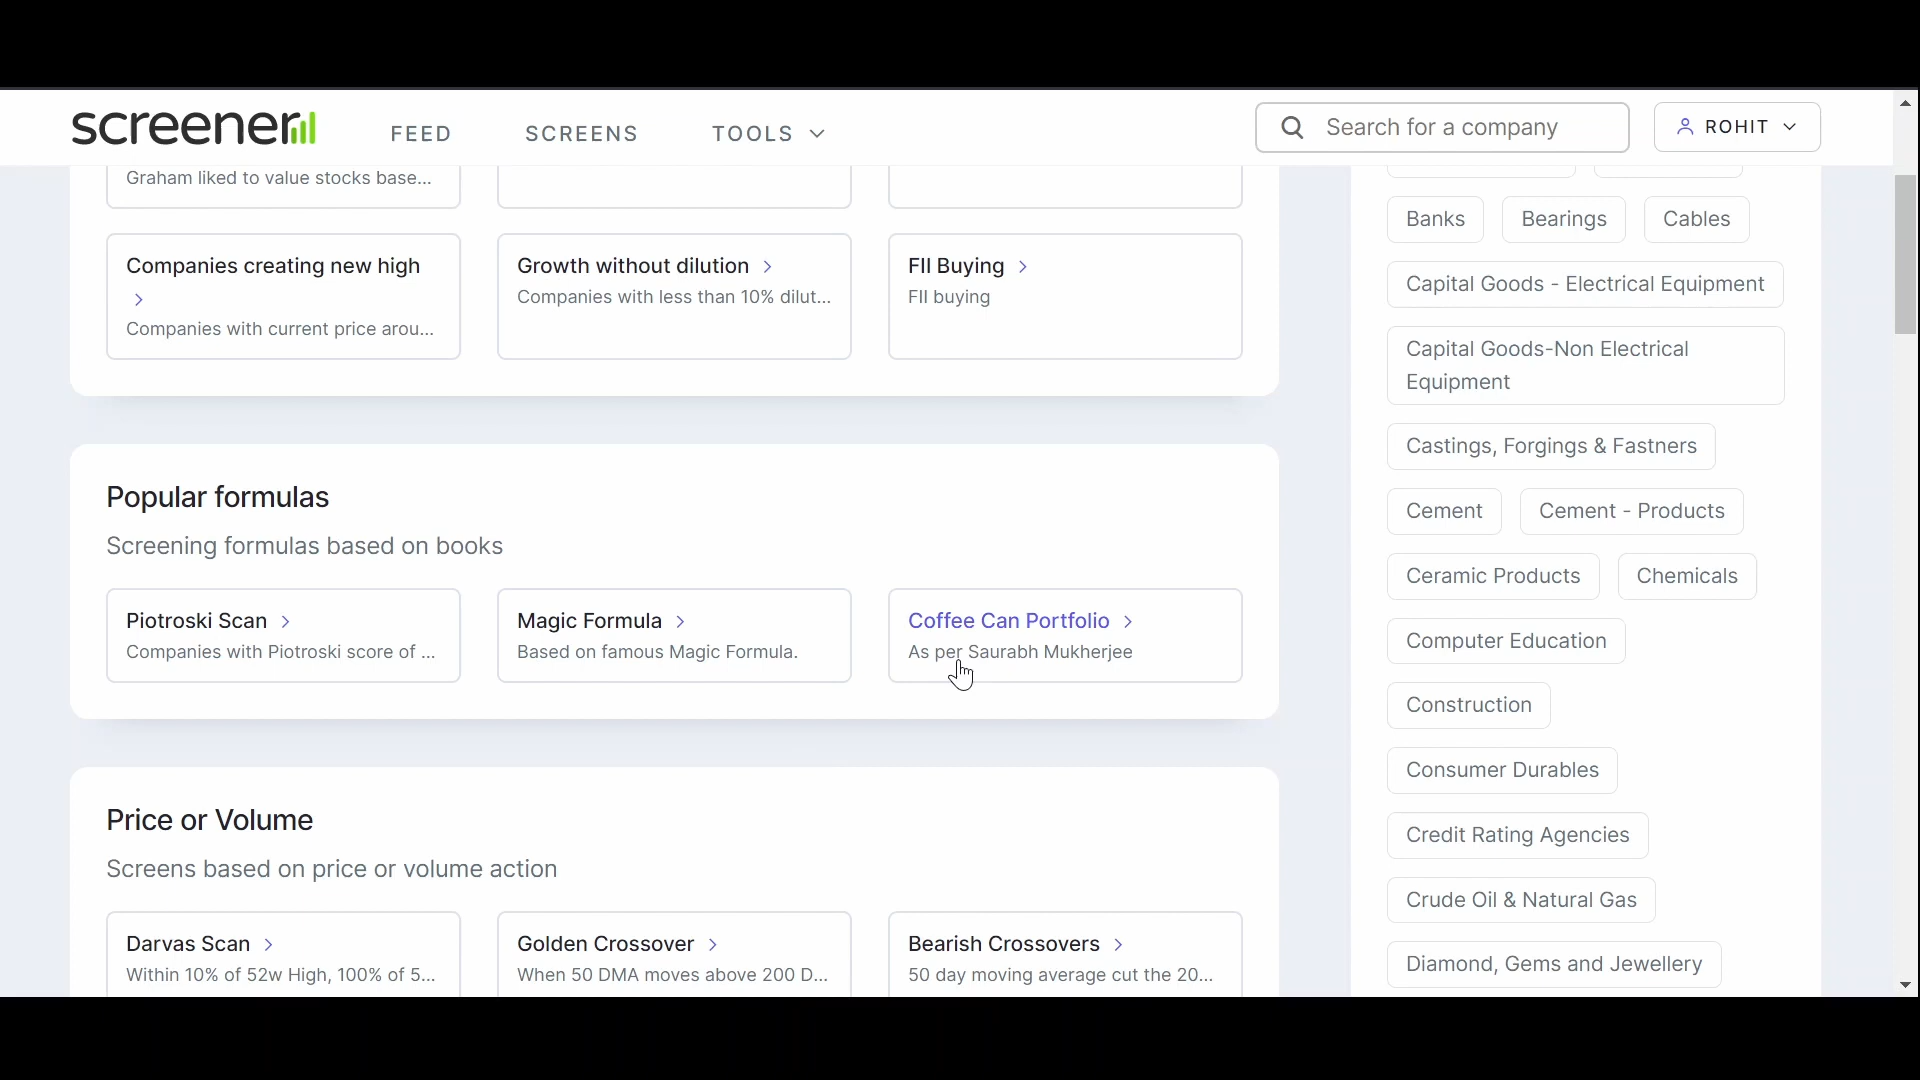 screener
FEED
SCREENS
TOOLS
Search for a company
ROHIT
Graham liked to value stocks base...
Companies creating new high
Companies with current price arou...
Growth without dilution
Companies with less than 10% dilut...
FII Buying
FII buying
Popular formulas
Screening formulas based on books
Piotroski Scan
Companies with Piotroski score of ...
Magic Formula
Based on famous Magic Formula.
Coffee Can Portfolio
As per Saurabh Mukherjee
Price or Volume
Screens based on price or volume action
Darvas Scan
Within 10% of 52w High, 100% of 5...
Golden Crossover
When 50 DMA moves above 200 D...
Bearish Crossovers
50 day moving average cut the 20...
Banks
Bearings
Cables
Capital Goods - Electrical Equipment
Capital Goods-Non Electrical
Equipment
Castings, Forgings & Fastners
Cement
Cement - Products
Ceramic Products
Chemicals
Computer Education
Construction
Consumer Durables
Credit Rating Agencies
Crude Oil & Natural Gas
Diamond, Gems and Jewellery